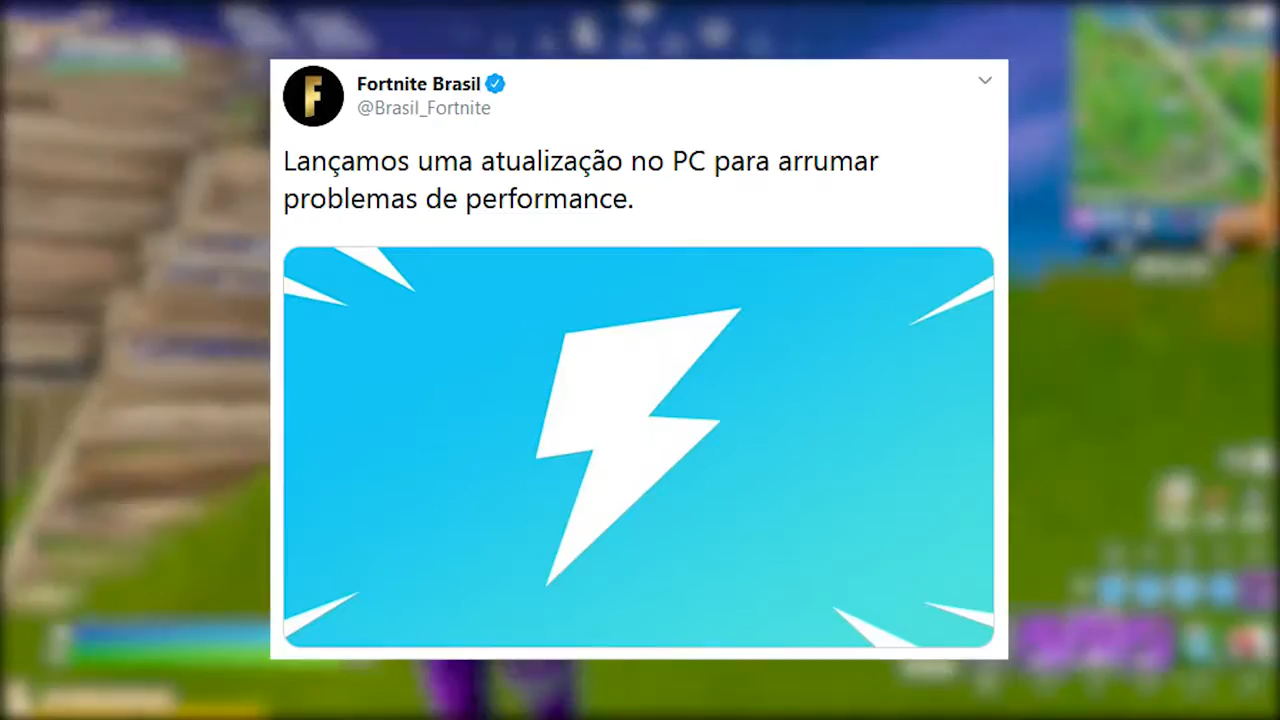 Fortnite Brasil
@Brasil_Fortnite
Lançamos uma atualização no PC para arrumar
problemas de performance.